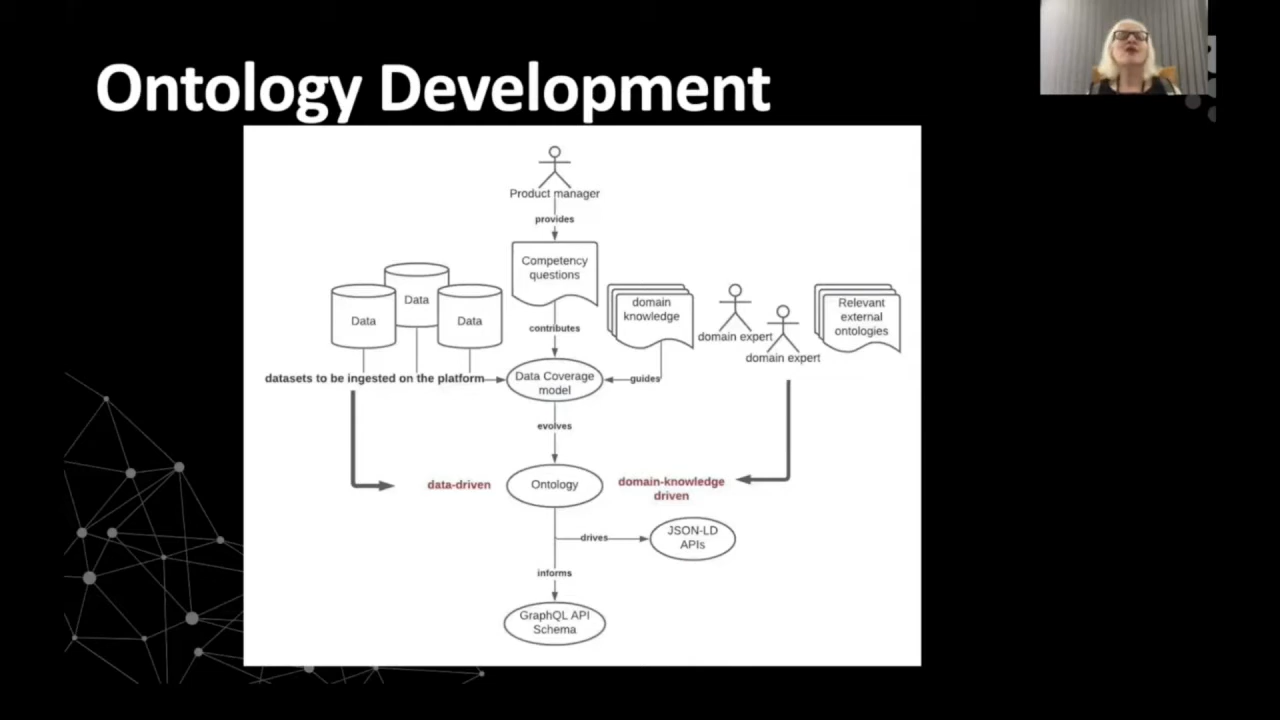 Ontology Development
Product manager
provides
Competency
questions
Data
Data
Data
domain
knowledge
domain expert
domain expert
Relevant
external
ontologies
contributes
datasets to be ingested on the platform
Data Coverage
model
guides
evolves
data-driven
Ontology
domain-knowledge
driven
drives
JSON-LD
APIs
informs
GraphQL API
Schema